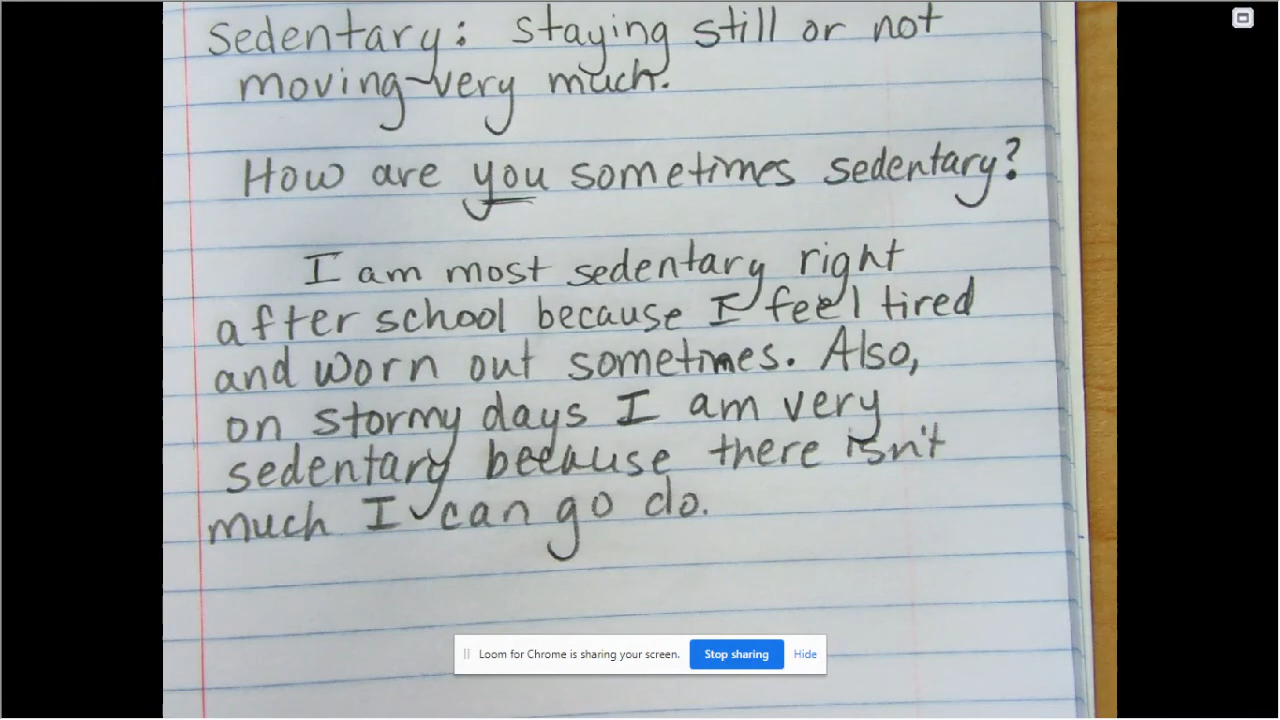 sedentary: staying still or not
moving very much.
How are you sometimes sedentary?
I am most sedentary right
after school because I feel tired
and worn out sometimes. Also,
on stormy days I am very
sedentary because there isn't
much I can go do.
Loom for Chrome is sharing your screen. Stop sharing Hide